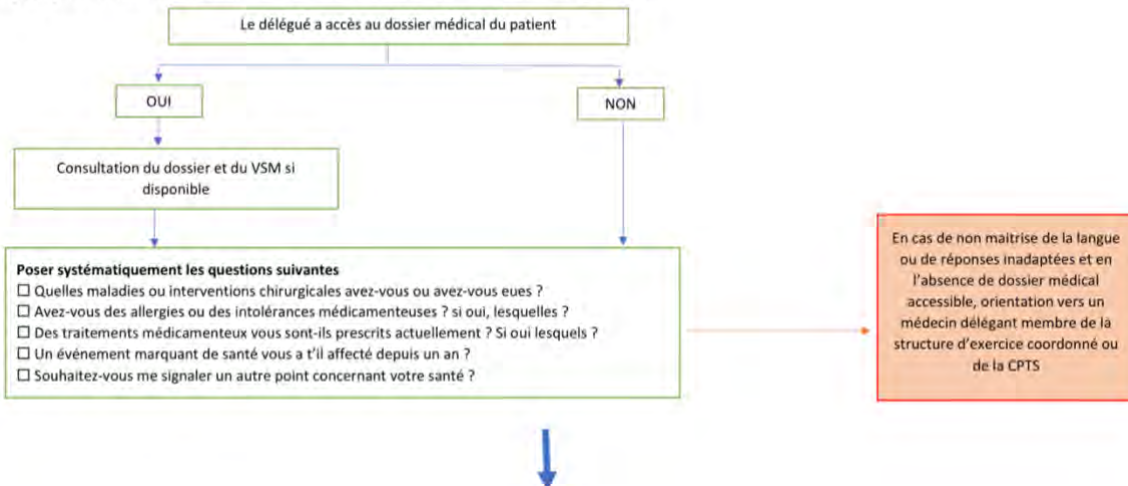 Le délégué a accès au dossier médical du patient
OUI
NON
Consultation du dossier et du VSM si
disponible
Poser systématiquement les questions suivantes
☐ Quelles maladies ou interventions chirurgicales avez-vous ou avez-vous eues ?
☐ Avez-vous des allergies ou des intolérances médicamenteuses ? si oui, lesquelles ?
☐ Des traitements médicamenteux vous sont-ils prescrits actuellement ? Si oui lesquels ?
☐ Un événement marquant de santé vous a t'il affecté depuis un an ?
☐ Souhaitez-vous me signaler un autre point concernant votre santé ?
En cas de non maitrise de la langue
ou de réponses inadaptées et en
l'absence de dossier médical
accessible, orientation vers un
médecin délégant membre de la
structure d'exercice coordonné ou
de la CPTS